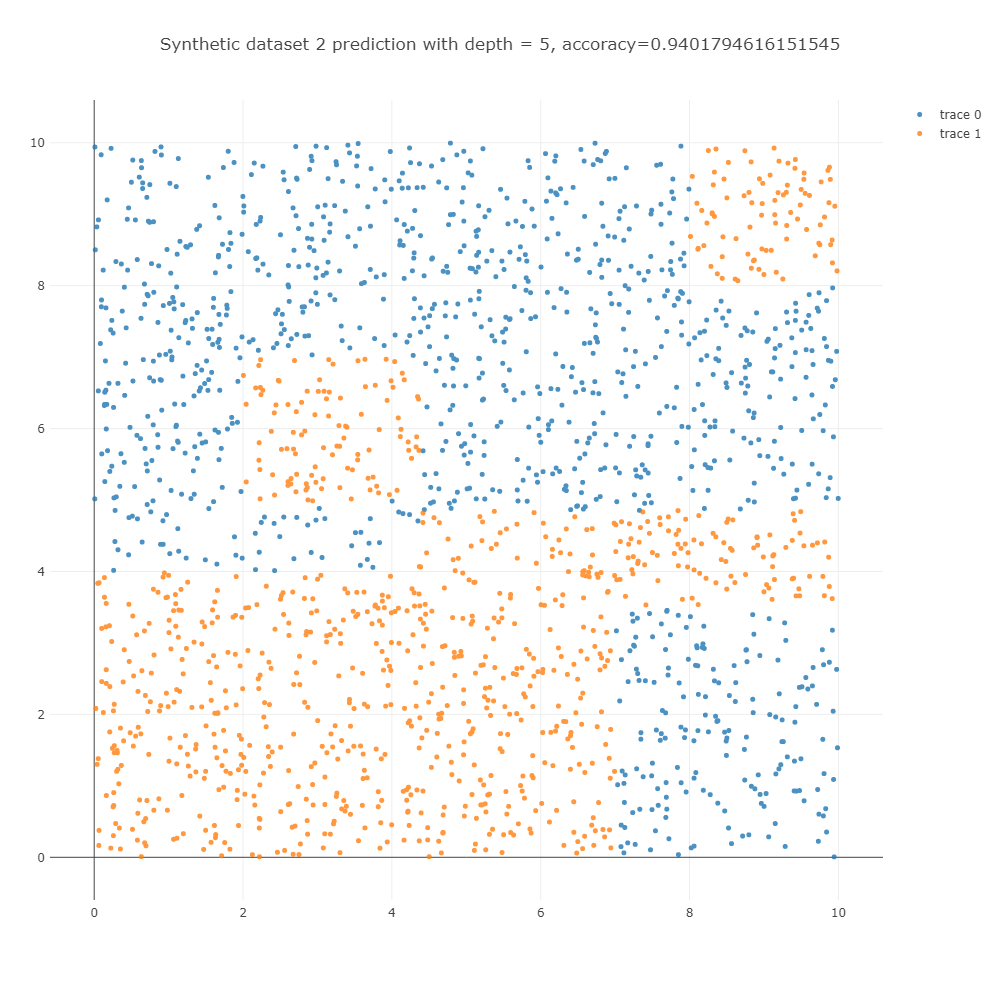 Synthetic dataset 2 prediction with depth = 5, accoracy=0.9401794616151545
trace 0
trace 1
10
8
6
4
2
0
0 2 4 6 8 10